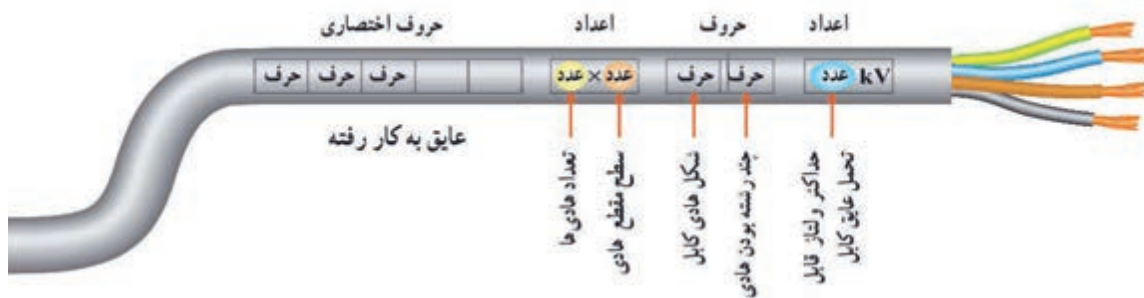 حروف اختصاری
اعداد
حروف
اعداد
حرف حرف حرف
عدد × عدد
حرف حرف
عدد kV
عایق به کار رفته
تعداد هادی‌ها
سطح مقطع هادی
شکل هادی کابل
چند رشته بودن هادی
حداکثر ولتاژ قابل
تحمل عایق کابل